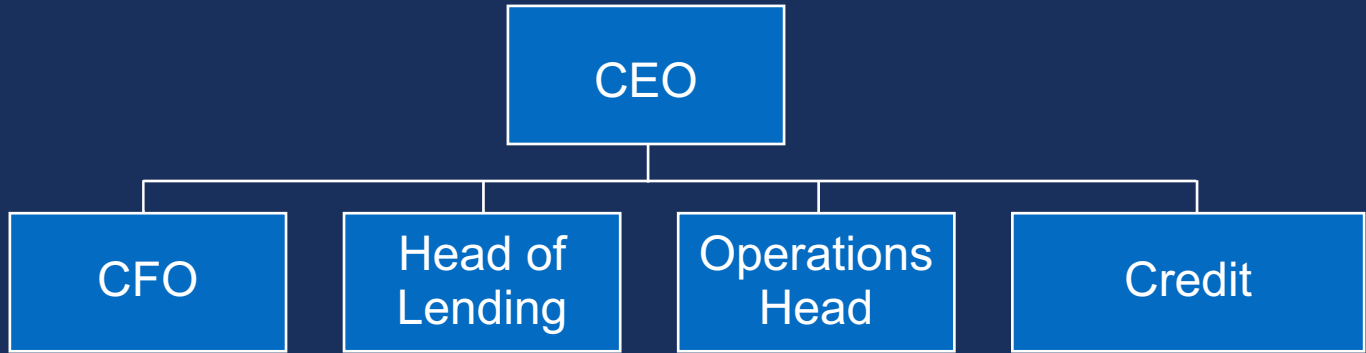 CEO
CFO
Head of
Lending
Operations
Head
Credit